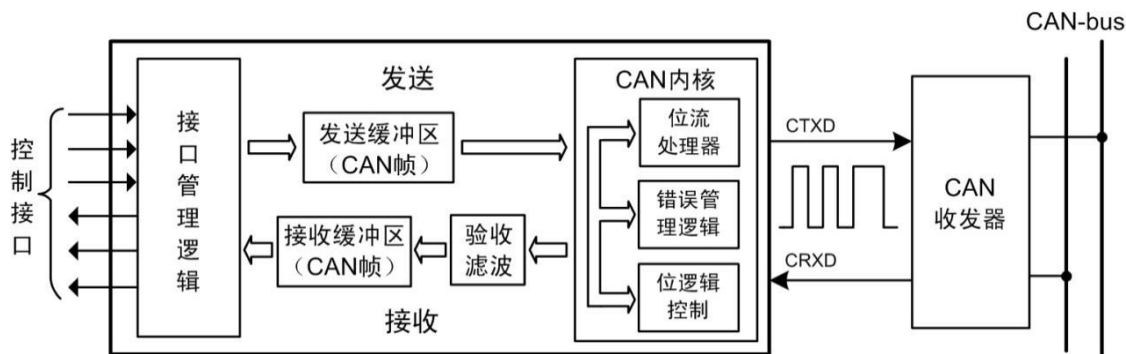 CAN-bus
控制接口
接口管理逻辑
发送
发送缓冲区
（CAN帧）
接收缓冲区
（CAN帧）
验收
滤波
接收
CAN内核
位流
处理器
错误管
理逻辑
位逻辑
控制
CTXD
CRXD
CAN
收发器